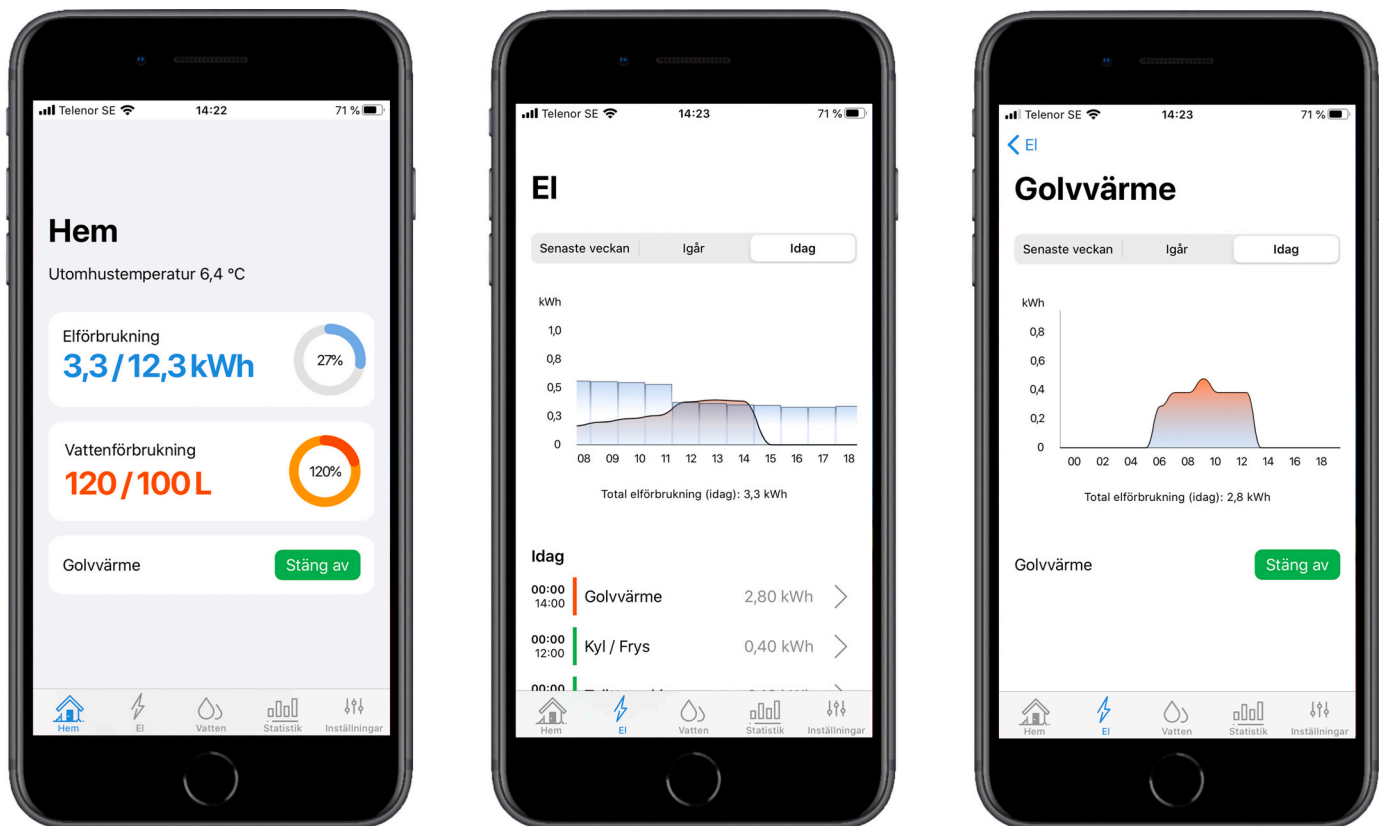 Telenor SE 14:22 71 %
Hem
Utomhustemperatur 6,4 °C
Elförbrukning
3,3 / 12,3 kWh
27%
Vattenförbrukning
120 / 100 L
120%
Golvvärme Stäng av
Hem El Vatten Statistik Inställningar
Telenor SE 14:23 71 %
El
Senaste veckan Igår Idag
kWh
1,0
0,8
0,5
0,3
0
08 09 10 11 12 13 14 15 16 17 18
Total elförbrukning (idag): 3,3 kWh
Idag
00:00
14:00
Golvvärme 2,80 kWh
00:00
12:00
Kyl / Frys 0,40 kWh
00:00
Hem El Vatten Statistik Inställningar
Telenor SE 14:23 71 %
El
Golvvärme
Senaste veckan Igår Idag
kWh
0,8
0,6
0,4
0,2
0
00 02 04 06 08 10 12 14 16 18
Total elförbrukning (idag): 2,8 kWh
Golvvärme Stäng av
Hem El Vatten Statistik Inställningar